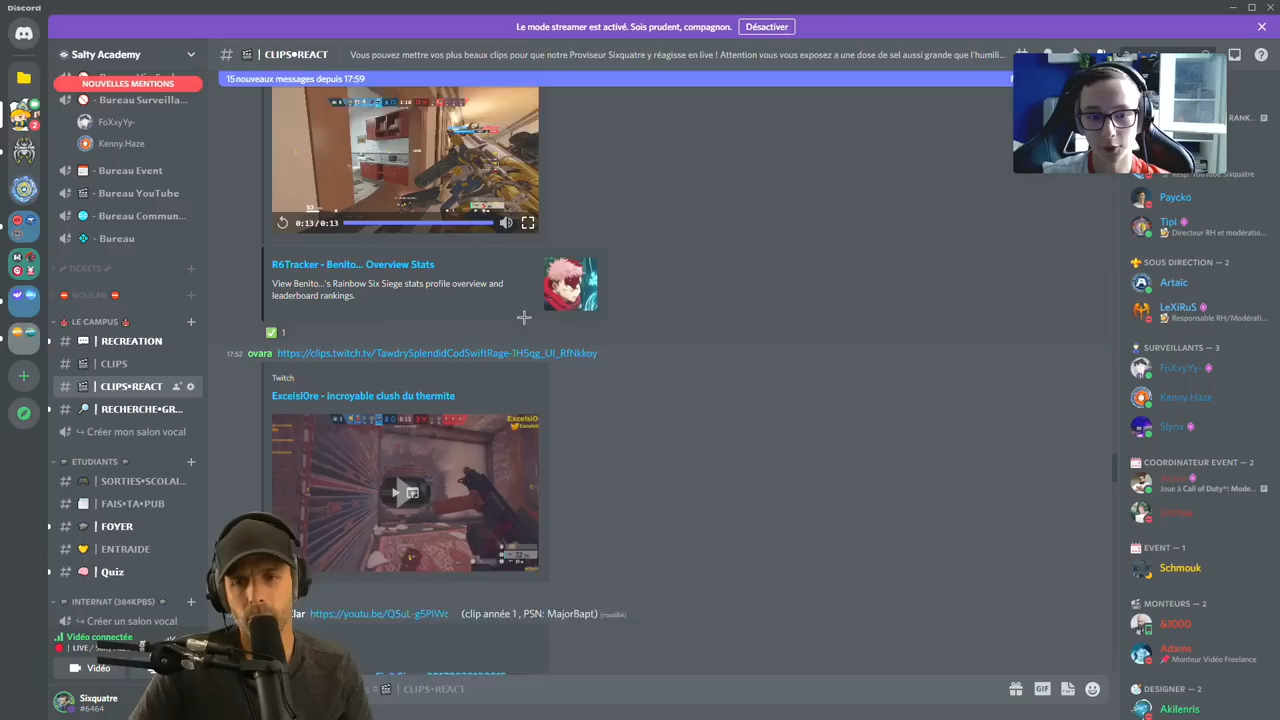 Discord
Le mode streamer est activé. Sois prudent, compagnon.
Désactiver
Salty Academy
NOUVELLES MENTIONS
- Bureau Surveilla...
FoXxyYy-
Kenny.Haze
- Bureau Event
- Bureau YouTube
- Bureau Commun...
- Bureau
TICKETS
GOULAG
LE CAMPUS
| RECREATION
| CLIPS
| CLIPS•REACT
| RECHERCHE•GR...
Créer mon salon vocal
ETUDIANTS
| SORTIES•SCOLAI...
| FAIS•TA•PUB
| FOYER
| ENTRAIDE
| Quiz
INTERNAT (384KPBS)
Créer un salon vocal
Vidéo connectée
Vidéo
Sixquatre
#6464
| CLIPS•REACT
Vous pouvez mettre vos plus beaux clips pour que notre Proviseur Sixquatre y réagisse en live ! Attention vous vous exposez a une dose de sel aussi grande que l'humili...
15 nouveaux messages depuis 17:59
0:13/0:13
R6Tracker - Benito... Overview Stats
View Benito...'s Rainbow Six Siege stats profile overview and
leaderboard rankings.
1
17:52 ovara https://clips.twitch.tv/TawdrySplendidCodSwiftRage-1H5qg_UI_RfNkkoy
Twitch
Excelsi0re - incroyable clush du thermite
https://youtu.be/Q5uL-g5PIWc (clip année 1 , PSN: MajorBapt) (modifié)
| CLIPS•REACT
GIF
Paycko
Tipi
Directeur RH et modératio...
SOUS DIRECTION — 2
Artaïc
LeXiRuS
Responsable RH/Modérati...
SURVEILLANTS — 3
FoXxyYy-
Kenny.Haze
Slynx
COORDINATEUR EVENT — 2
Joue à Call of Duty®: Mode...
EVENT — 1
Schmouk
MONTEURS — 2
&1000
Adams
Monteur Vidéo Freelance
DESIGNER — 2
Akilenris